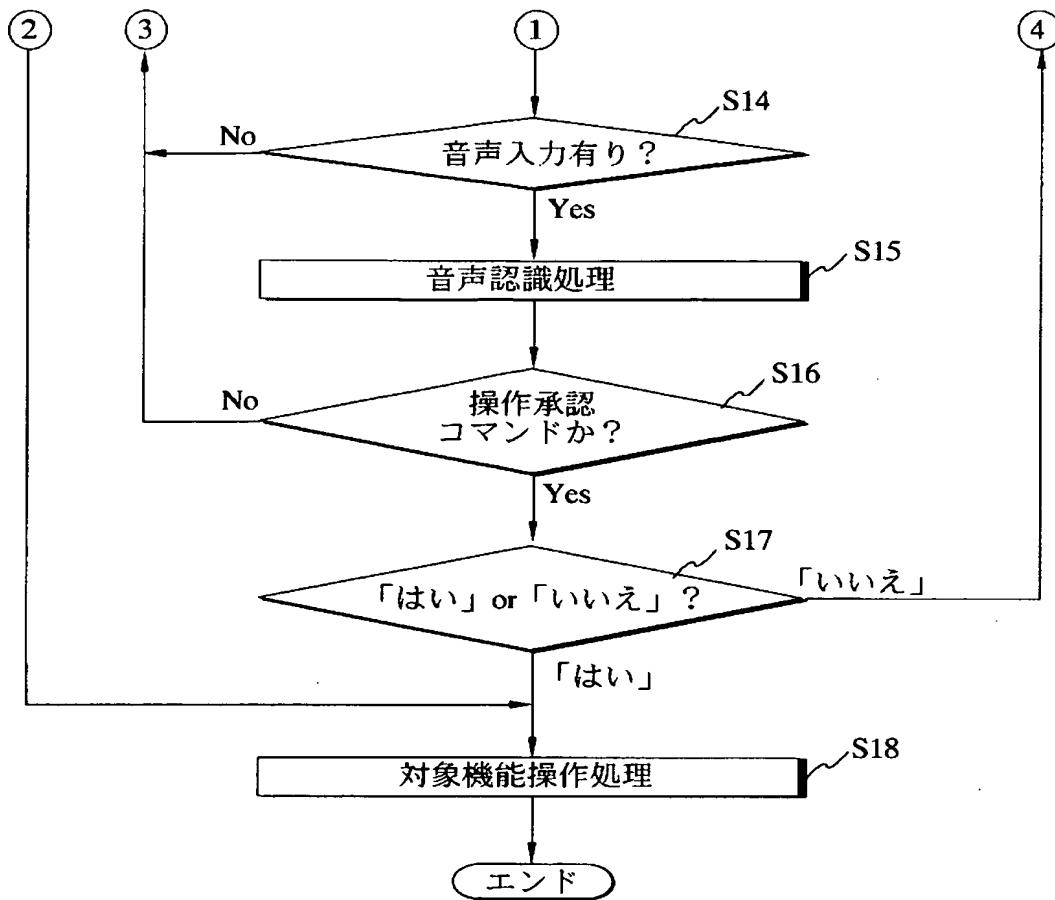 ② ③ ① ④
S14
No
音声入力有り？
Yes
S15
音声認識処理
S16
No
操作承認
コマンドか？
Yes
S17
「はい」or「いいえ」？
「いいえ」
「はい」
S18
対象機能操作処理
エンド